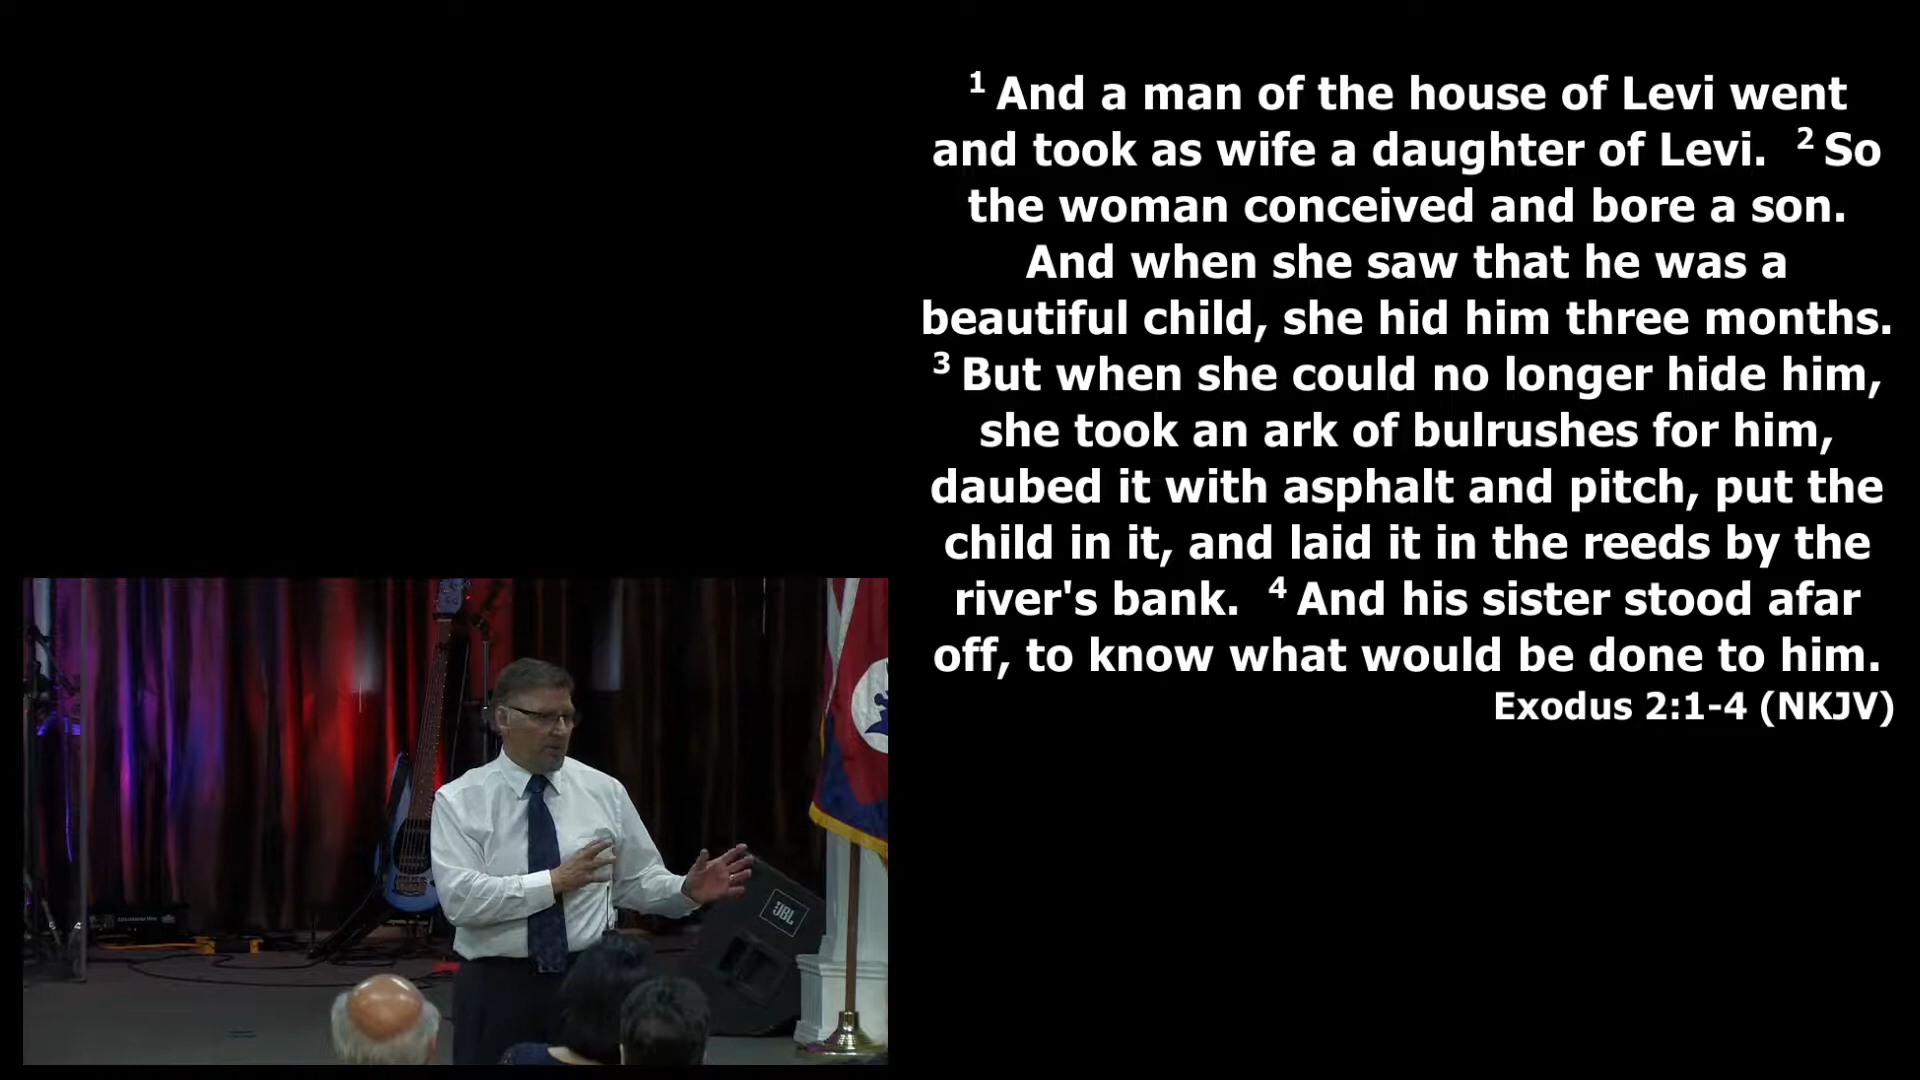 1 And a man of the house of Levi went
and took as wife a daughter of Levi. 2 So
the woman conceived and bore a son.
And when she saw that he was a
beautiful child, she hid him three months.
3 But when she could no longer hide him,
she took an ark of bulrushes for him,
daubed it with asphalt and pitch, put the
child in it, and laid it in the reeds by the
river's bank. 4 And his sister stood afar
off, to know what would be done to him.
Exodus 2:1-4 (NKJV)
JBL